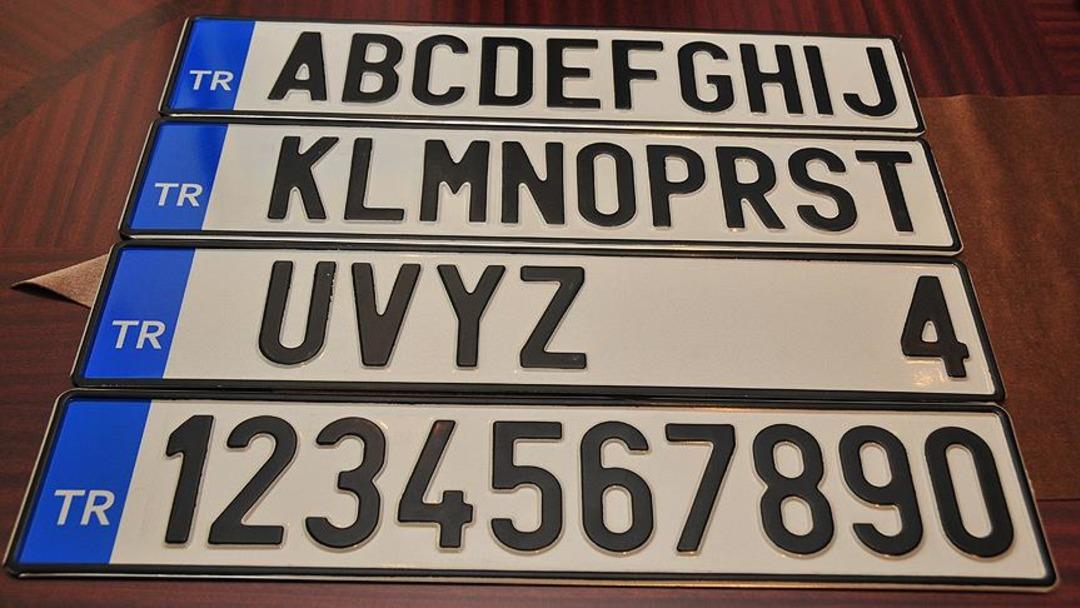 TR ABCDEFGHIJ
TR KLMNOPRST
TR UVYZ 4
TR 1234567890